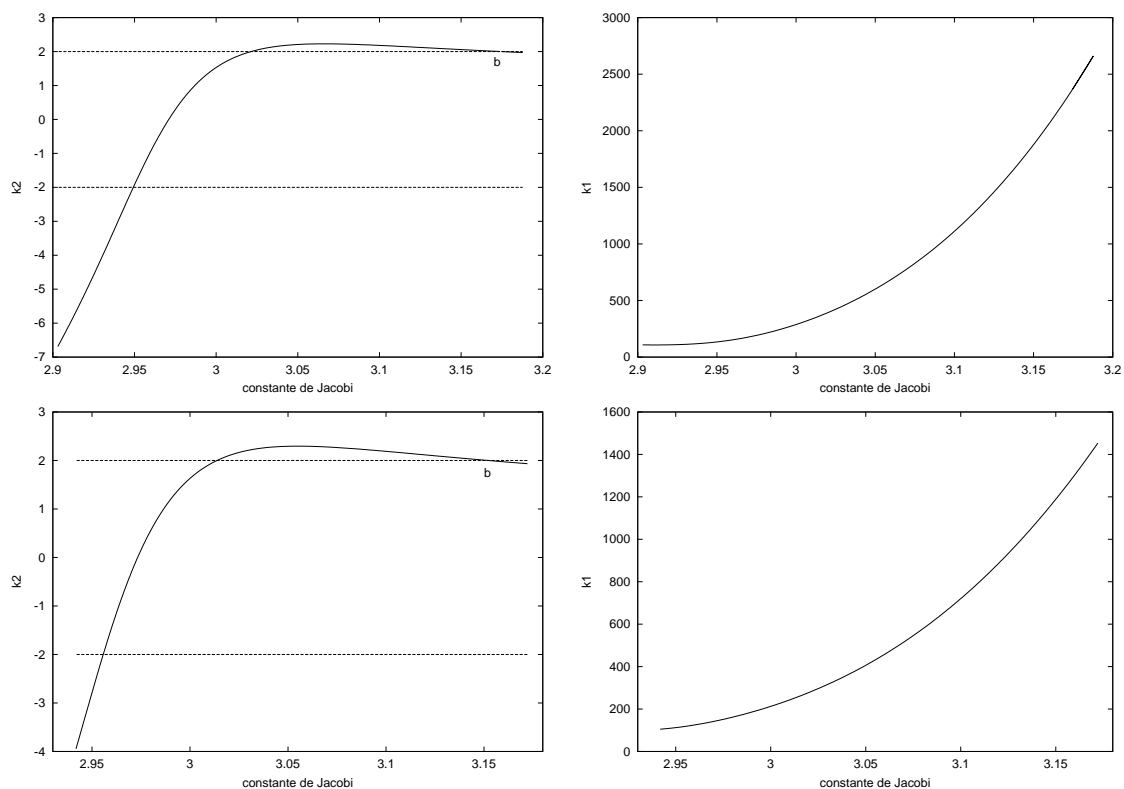 3
2
1
0
-1
-2
-3
-4
-5
-6
-7
k2
b
2.9 2.95 3 3.05 3.1 3.15 3.2
constante de Jacobi
3000
2500
2000
1500
1000
500
0
k1
2.9 2.95 3 3.05 3.1 3.15 3.2
constante de Jacobi
3
2
1
0
-1
-2
-3
-4
k2
b
2.95 3 3.05 3.1 3.15
constante de Jacobi
1600
1400
1200
1000
800
600
400
200
0
k1
2.95 3 3.05 3.1 3.15
constante de Jacobi